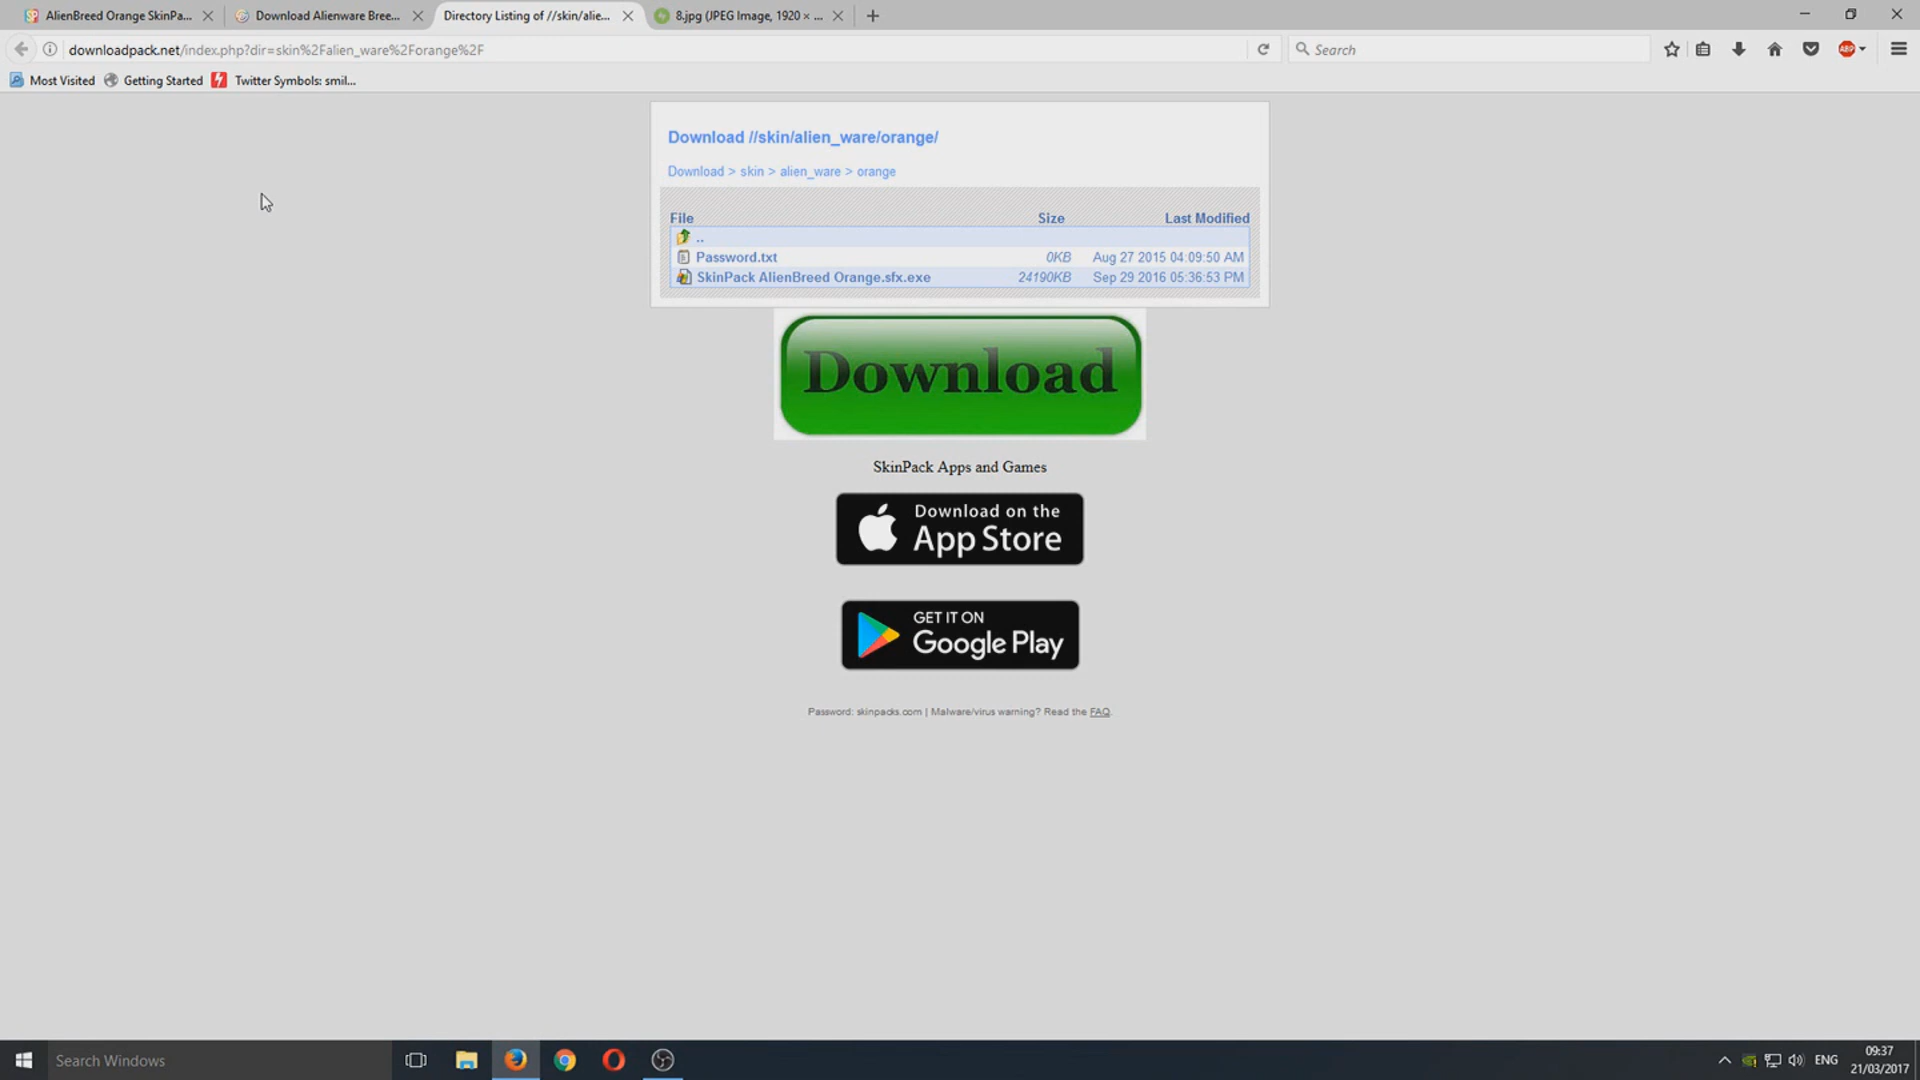 AlienBreed Orange SkinPa...
Download Alienware Bree...
Directory Listing of //skin/alie...
8.jpg (JPEG Image, 1920 × ...
downloadpack.net/index.php?dir=skin%2Falien_ware%2Forange%2F
Search
ABP
Most Visited
Getting Started
Twitter Symbols: smil...
Download //skin/alien_ware/orange/
Download > skin > alien_ware > orange
File Size Last Modified
..
Password.txt 0KB Aug 27 2015 04:09:50 AM
SkinPack AlienBreed Orange.sfx.exe 24190KB Sep 29 2016 05:36:53 PM
Download
SkinPack Apps and Games
Download on the
App Store
GET IT ON
Google Play
Password: skinpacks.com | Malware/virus warning? Read the FAQ.
Search Windows
ENG
09:37
21/03/2017